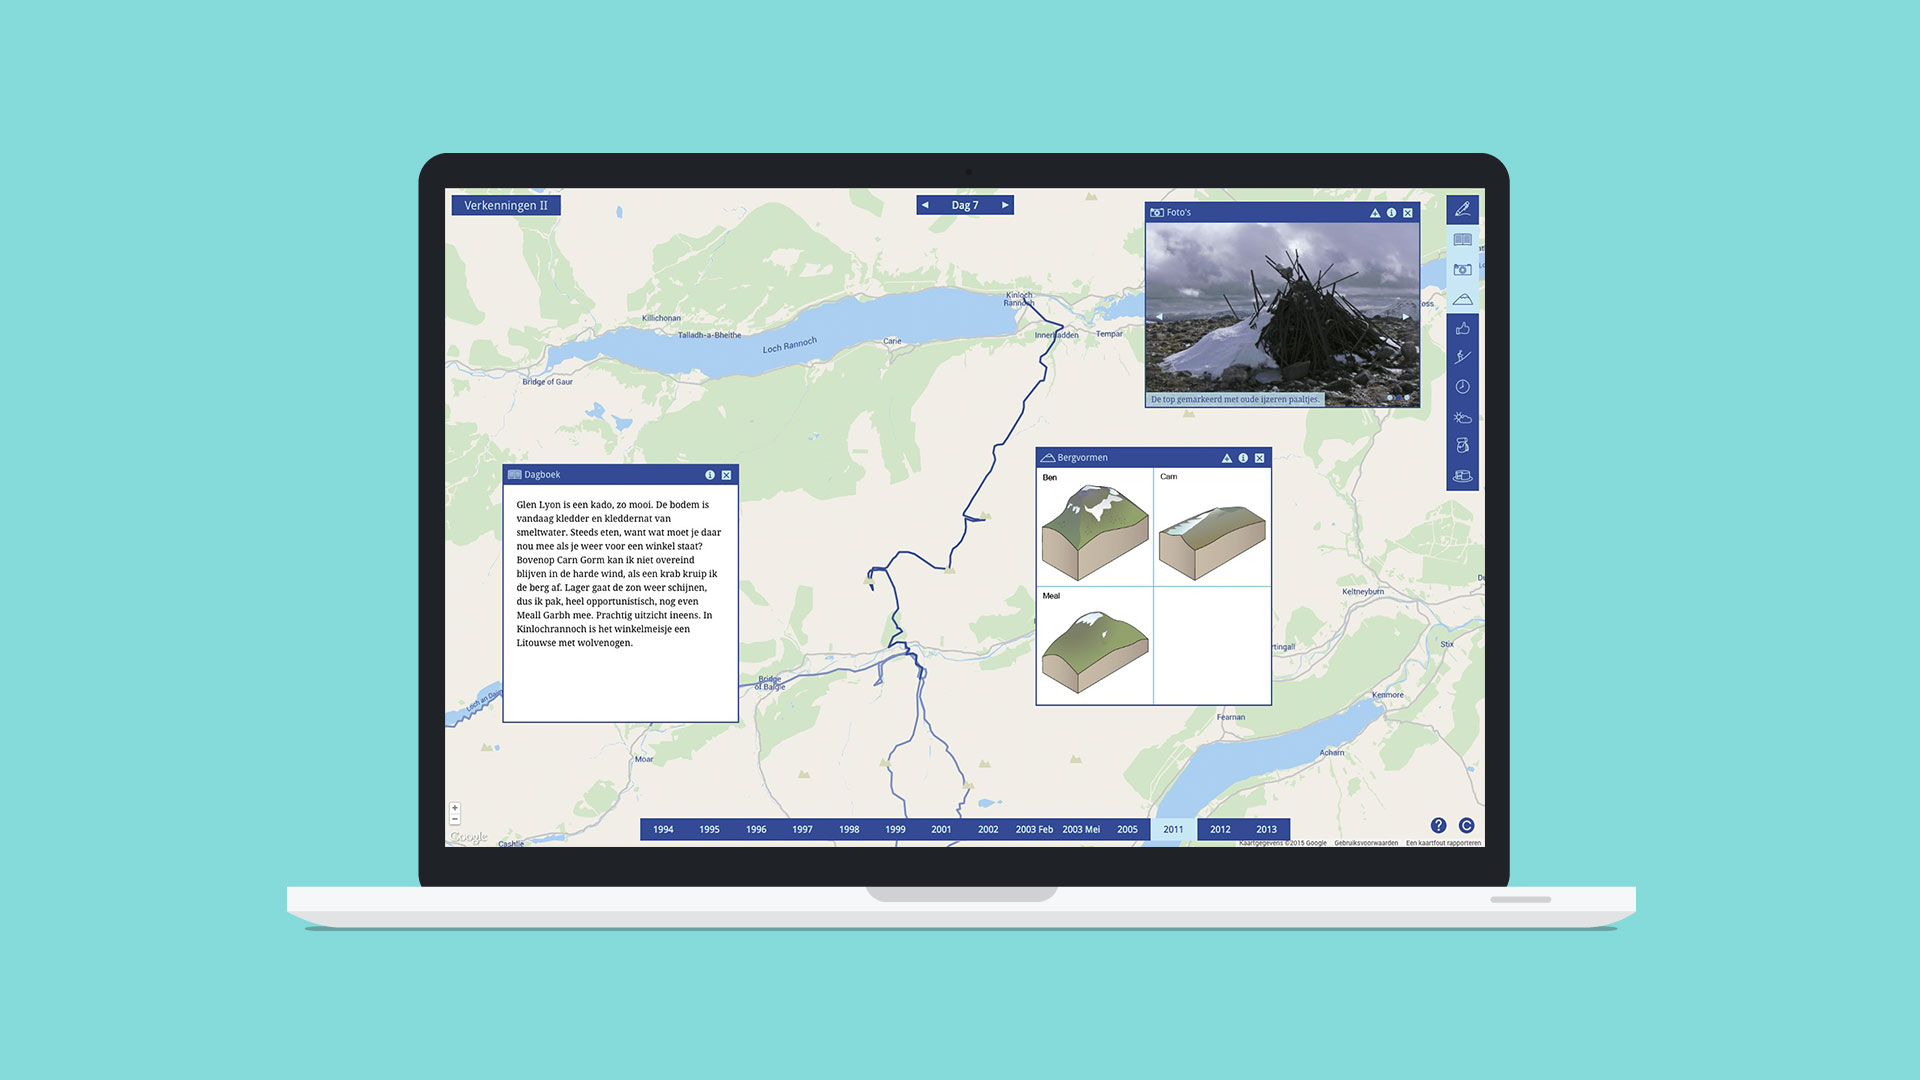 Verkenningen II
Dag 7
Foto's
De top gemarkeerd met oude ijzeren paaltjes.
Kinloch
Rannoch
Killichonan
Talladh-a-Bheithe
Loch Rannoch
Carie
Innerhadden
Tempar
Bridge of Gaur
Dagboek
Glen Lyon is een kado, zo mooi. De bodem is
vandaag kledder en kleddernat van
smeltwater. Steeds eten, want wat moet je daar
nou mee als je weer voor een winkel staat?
Bovenop Carn Gorm kan ik niet overeind
blijven in de harde wind, als een krab kruip ik
de berg af. Lager gaat de zon weer schijnen,
dus ik pak, heel opportunistisch, nog even
Meall Garbh mee. Prachtig uitzicht ineens. In
Kinlochrannoch is het winkelmeisje een
Litouwse met wolvenogen.
Bergvormen
Ben
Carn
Meal
Keltneyburn
Stix
rtingall
Kenmore
Fearnan
Acharn
Bridge
of Balgie
Moar
Cashlie
Google
1994
1995
1996
1997
1998
1999
2001
2002
2003 Feb
2003 Mei
2005
2011
2012
2013
Kaartgegevens ©2015 Google
Gebruiksvoorwaarden
Een kaartfout rapporteren